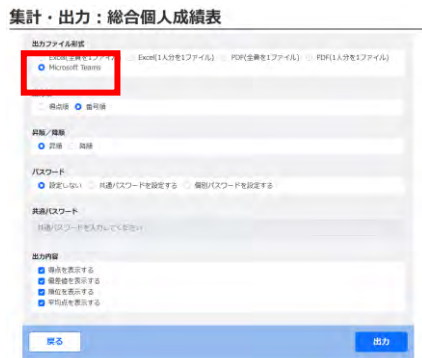 集計・出力：総合個人成績表
出力ファイル形式
Excel(全員を1ファイル) Excel(1人分を1ファイル) PDF(全員を1ファイル) PDF(1人分を1ファイル)
Microsoft Teams
得点順 番号順
昇順／降順
昇順 降順
パスワード
設定しない 共通パスワードを設定する 個別パスワードを設定する
共通パスワード
共通パスワードを入力してください
出力内容
得点を表示する
偏差値を表示する
順位を表示する
平均点を表示する
戻る 出力